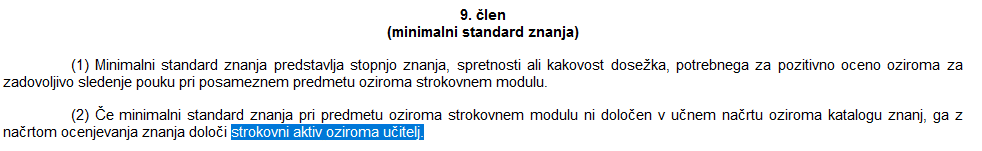 9. člen
(minimalni standard znanja)
(1) Minimalni standard znanja predstavlja stopnjo znanja, spretnosti ali kakovost dosežka, potrebnega za pozitivno oceno oziroma za
zadovoljivo sledenje pouku pri posameznem predmetu oziroma strokovnem modulu.
(2) Če minimalni standard znanja pri predmetu oziroma strokovnem modulu ni določen v učnem načrtu oziroma katalogu znanj, ga z
načrtom ocenjevanja znanja določi strokovni aktiv oziroma učitelj.